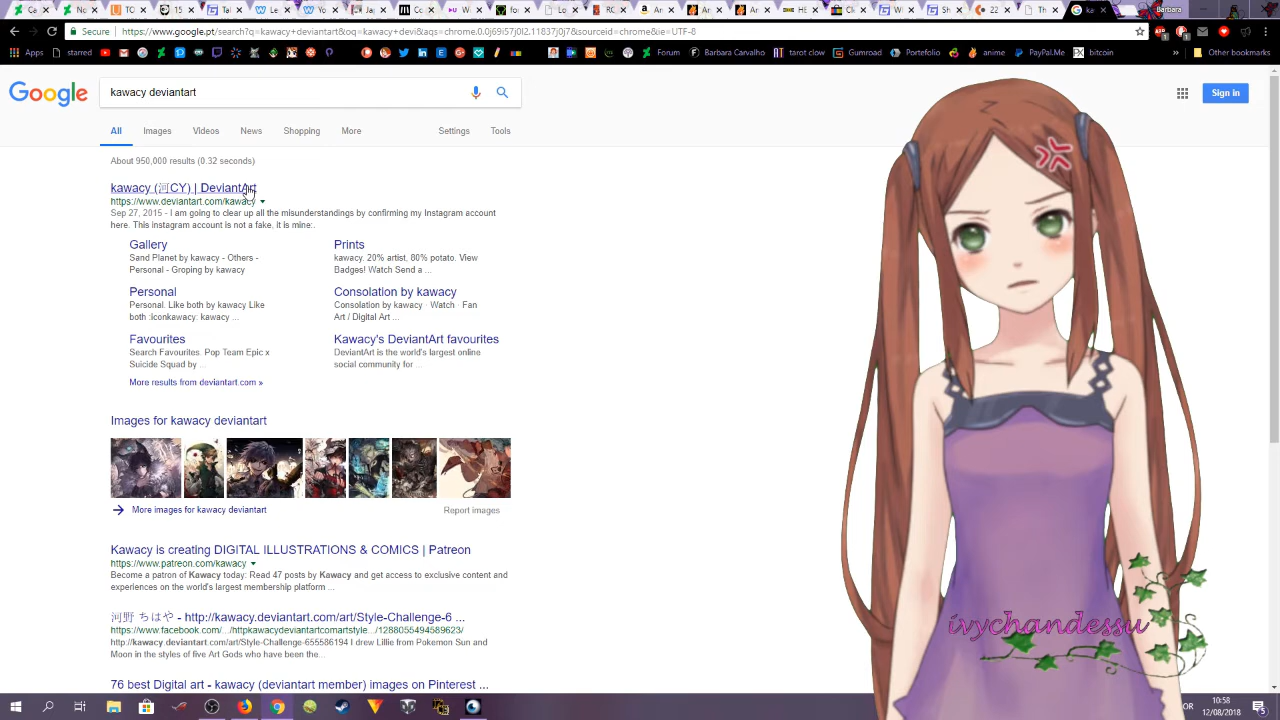 Barbara
Secure
https://www.google.pt/search?q=kawacy+deviantart&oq=kawacy+devi&aqs=chrome.0.0j69i57j0l2.11837j0j7&sourceid=chrome&ie=UTF-8
Apps starred Forum Barbara Carvalho tarot clow Gumroad Portefolio anime PayPal.Me bitcoin Other bookmarks
Google
kawacy deviantart
Sign in
All Images Videos News Shopping More Settings Tools
About 950,000 results (0.32 seconds)
kawacy (河CY) | DeviantArt
https://www.deviantart.com/kawacy
Sep 27, 2015 - I am going to clear up all the misunderstandings by confirming my Instagram account
here. This instagram account is not a fake; it is mine:.
Gallery
Sand Planet by kawacy - Others -
Personal - Groping by kawacy
Prints
kawacy. 20% artist, 80% potato. View
Badges! Watch Send a ...
Personal
Personal. Like both by kawacy Like
both :iconkawacy: kawacy ...
Consolation by kawacy
Consolation by kawacy · Watch · Fan
Art / Digital Art ...
Favourites
Search Favourites. Pop Team Epic x
Suicide Squad by ...
Kawacy's DeviantArt favourites
DeviantArt is the world's largest online
social community for ...
More results from deviantart.com »
Images for kawacy deviantart
More images for kawacy deviantart
Report images
Kawacy is creating DIGITAL ILLUSTRATIONS & COMICS | Patreon
https://www.patreon.com/kawacy
Become a patron of Kawacy today: Read 47 posts by Kawacy and get access to exclusive content and
experiences on the world's largest membership platform ...
河野 ちはや - http://kawacy.deviantart.com/art/Style-Challenge-6 ...
https://www.facebook.com/.../httpkawacydeviantartcomartstyle.../1288055494589623/
http://kawacy.deviantart.com/art/Style-Challenge-655586194 I drew Lillie from Pokemon Sun and
Moon in the styles of five Art Gods who have been the...
76 best Digital art - kawacy (deviantart member) images on Pinterest ...
ivychandessu
10:58
12/08/2018